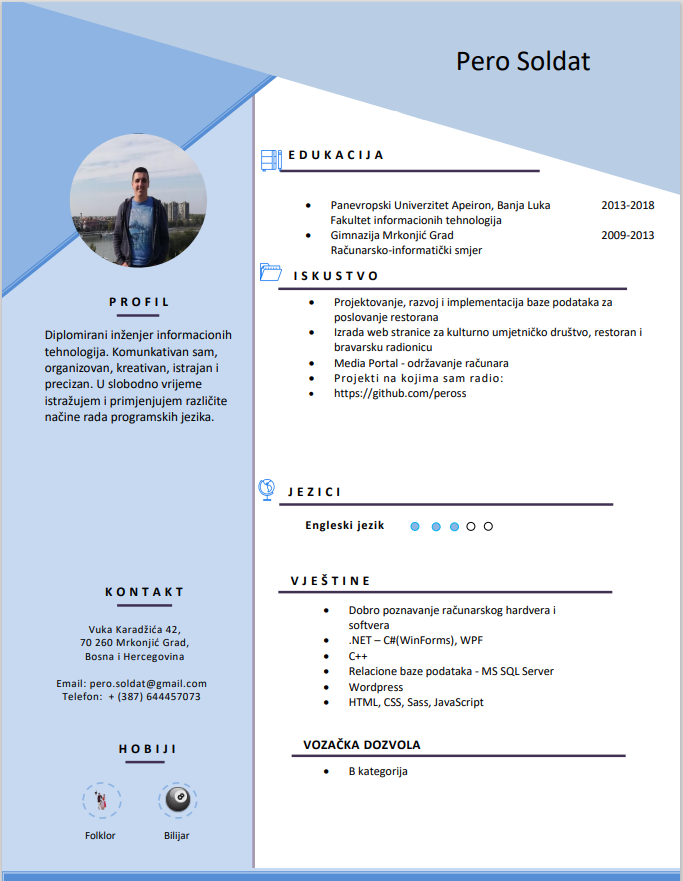 Pero Soldat
PROFIL
Diplomirani inženjer informacionih
tehnologija. Komunkativan sam,
organizovan, kreativan, istrajan i
precizan. U slobodno vrijeme
istražujem i primjenjujem različite
načine rada programskih jezika.
KONTAKT
Vuka Karadžića 42,
70 260 Mrkonjić Grad,
Bosna i Hercegovina
Email: pero.soldat@gmail.com
Telefon: + (387) 644457073
HOBIJI
Folklor
Bilijar
EDUKACIJA
• Panevropski Univerzitet Apeiron, Banja Luka 2013-2018
Fakultet informacionih tehnologija
• Gimnazija Mrkonjić Grad 2009-2013
Računarsko-informatički smjer
ISKUSTVO
• Projektovanje, razvoj i implementacija baze podataka za
poslovanje restorana
• Izrada web stranice za kulturno umjetničko društvo, restoran i
bravarsku radionicu
• Media Portal - održavanje računara
• Projekti na kojima sam radio:
• https://github.com/peross
JEZICI
Engleski jezik
VJEŠTINE
• Dobro poznavanje računarskog hardvera i
softvera
• .NET – C#(WinForms), WPF
• C++
• Relacione baze podataka - MS SQL Server
• Wordpress
• HTML, CSS, Sass, JavaScript
VOZAČKA DOZVOLA
• B kategorija